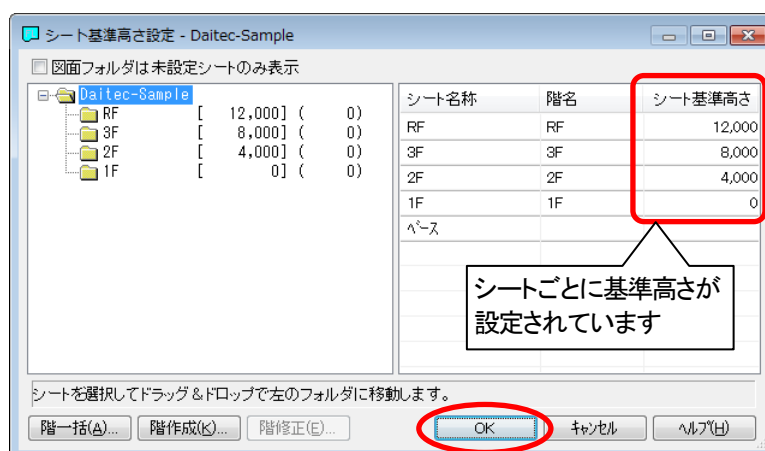 シート基準高さ設定 - Daitec-Sample
図面フォルダは未設定シートのみ表示
Daitec-Sample
RF [ 12,000] ( 0)
3F [ 8,000] ( 0)
2F [ 4,000] ( 0)
1F [ 0] ( 0)
シート名称 階名 シート基準高さ
RF RF 12,000
3F 3F 8,000
2F 2F 4,000
1F 1F 0
ﾍﾞｰｽ
シートごとに基準高さが
設定されています
シートを選択してドラッグ＆ドロップで左のフォルダに移動します。
階一括(A)... 階作成(K)... 階修正(E)... OK ｷｬﾝｾﾙ ﾍﾙﾌﾟ(H)